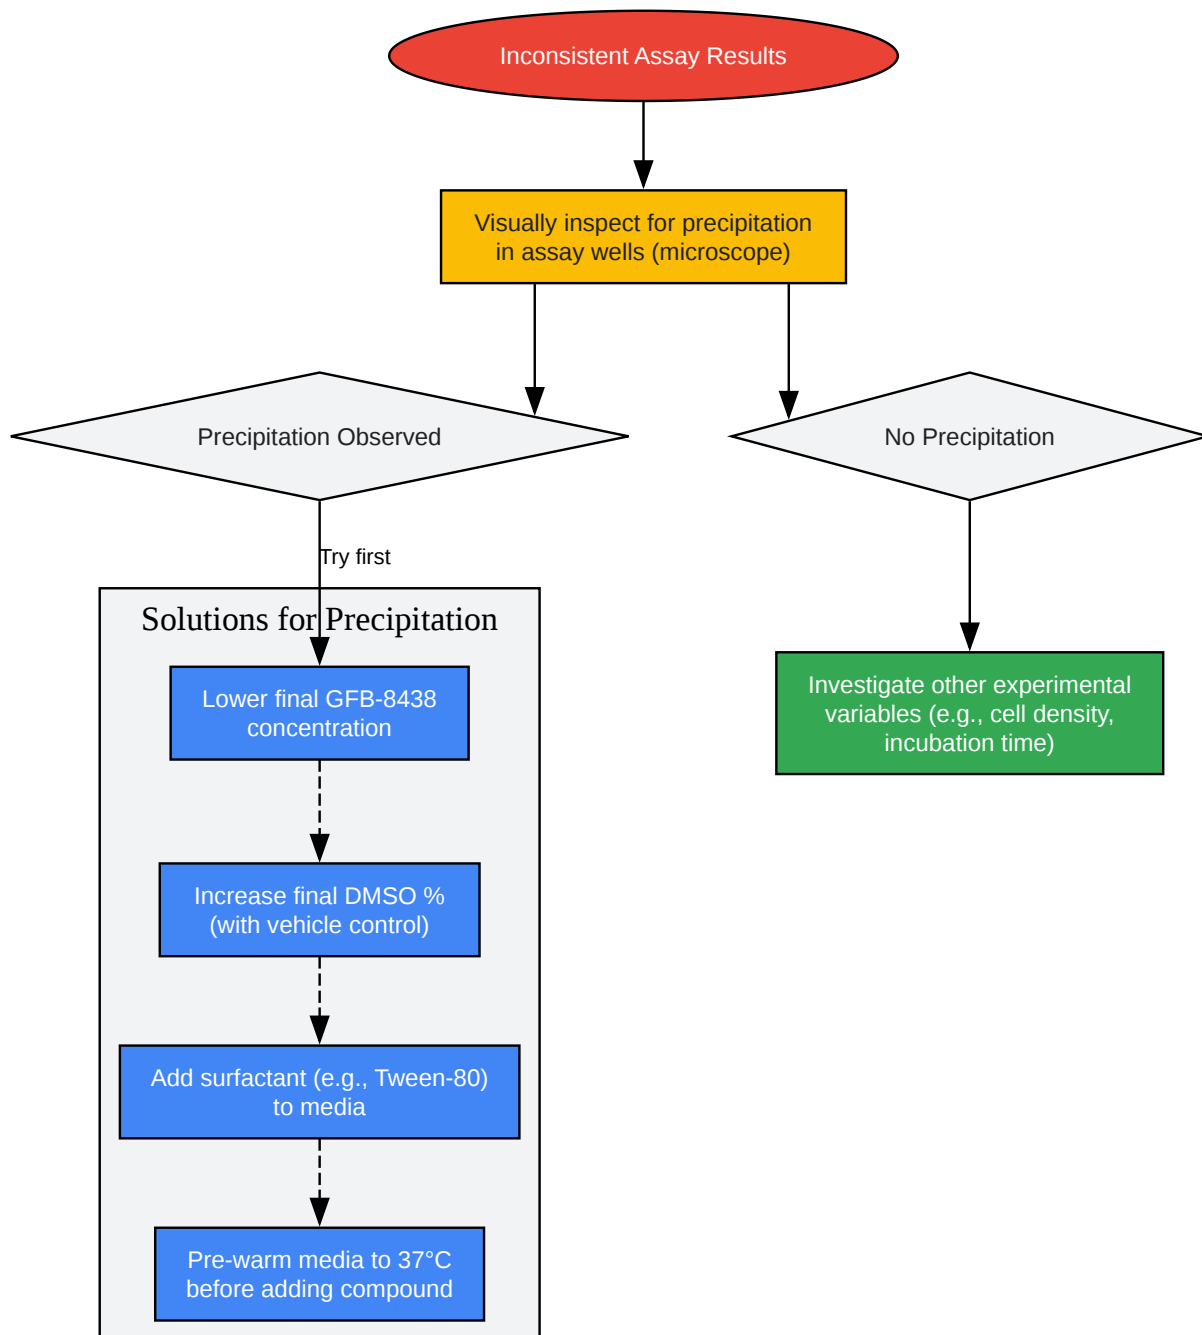 Inconsistent Assay Results
Visually inspect for precipitation
in assay wells (microscope)
Precipitation Observed
No Precipitation
Try first
Solutions for Precipitation
Lower final GFB-8438
concentration
Investigate other experimental
variables (e.g., cell density,
incubation time)
Increase final DMSO %
(with vehicle control)
Add surfactant (e.g., Tween-80)
to media
Pre-warm media to 37°C
before adding compound